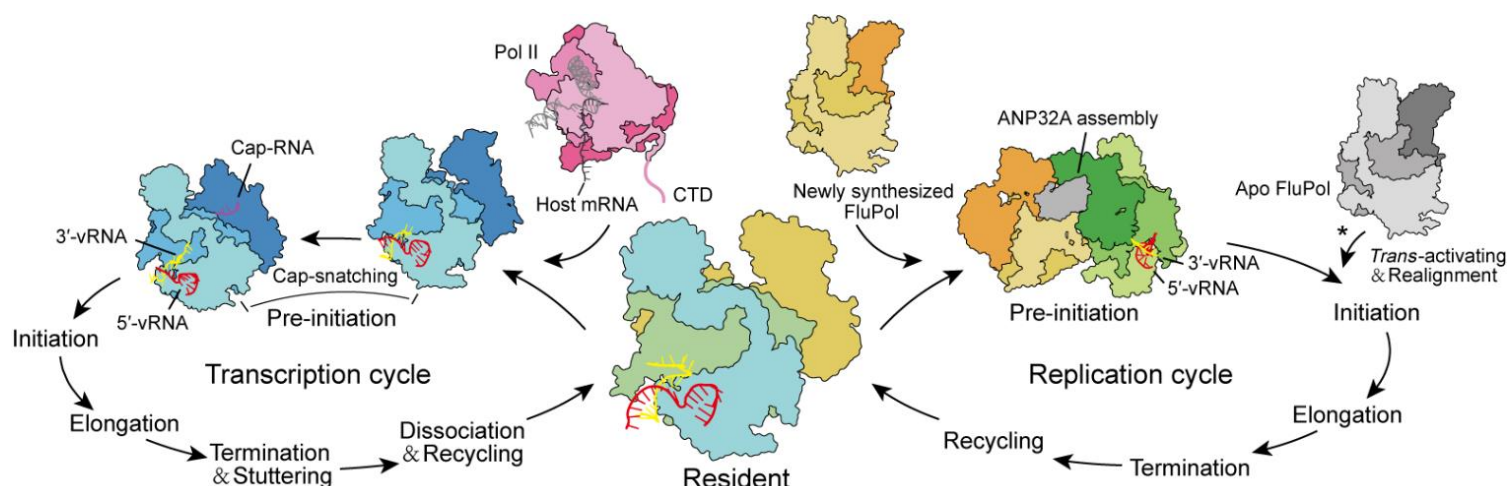 Pol II
Cap-RNA
3′-vRNA
5′-vRNA
Cap-snatching
Pre-initiation
Host mRNA
CTD
Newly synthesized
FluPol
ANP32A assembly
3′-vRNA
5′-vRNA
Pre-initiation
Apo FluPol
*
Trans-activating
& Realignment
Initiation
Transcription cycle
Elongation
Termination
& Stuttering
Dissociation
& Recycling
Resident
Replication cycle
Initiation
Elongation
Termination
Recycling